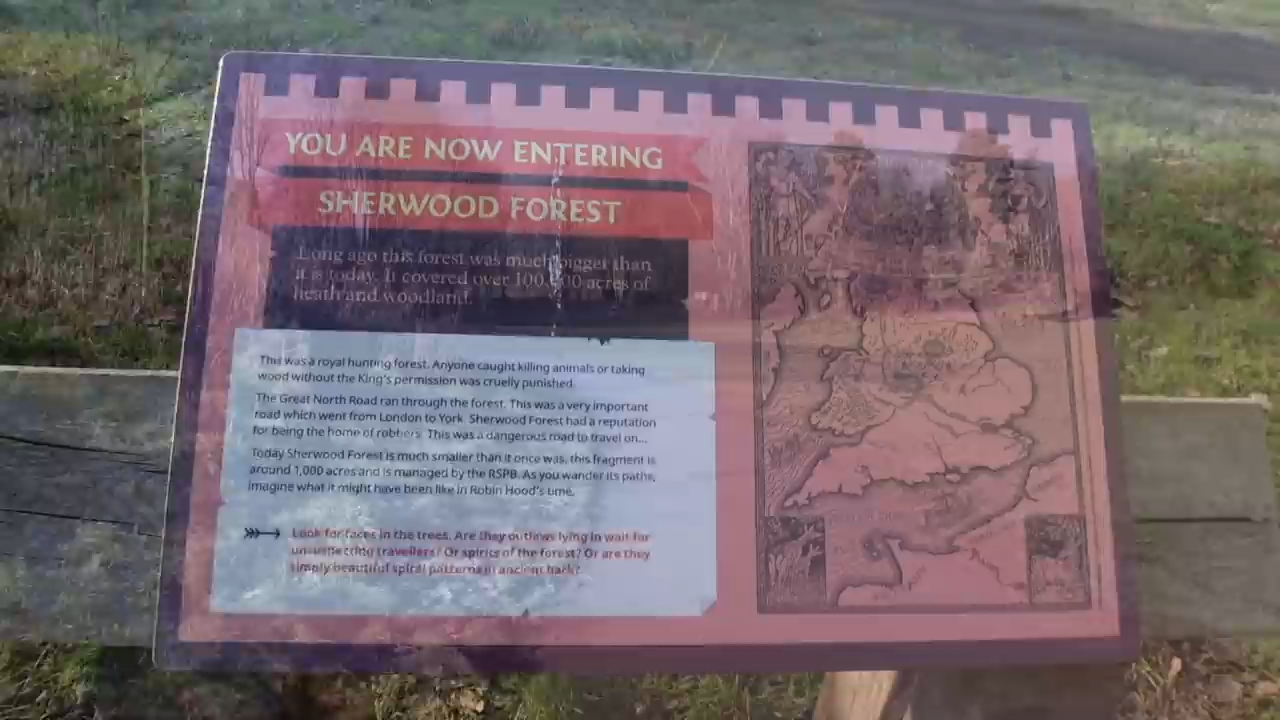 YOU ARE NOW ENTERING
SHERWOOD FOREST
Long ago this forest was much bigger than
it is today. It covered over 100,000 acres of
heath and woodland.
This was a royal hunting forest. Anyone caught killing animals or taking
wood without the King's permission was cruelly punished.
The Great North Road ran through the forest. This was a very important
road which went from London to York. Sherwood Forest had a reputation
for being the home of robbers. This was a dangerous road to travel on...
Today Sherwood Forest is much smaller than it once was, this fragment is
around 1,000 acres and is managed by the RSPB. As you wander its paths,
imagine what it might have been like in Robin Hood's time.
Look for faces in the trees. Are they outlaws lying in wait for
unsuspecting travellers? Or spirits of the forest? Or are they
simply beautiful spiral patterns in ancient bark?